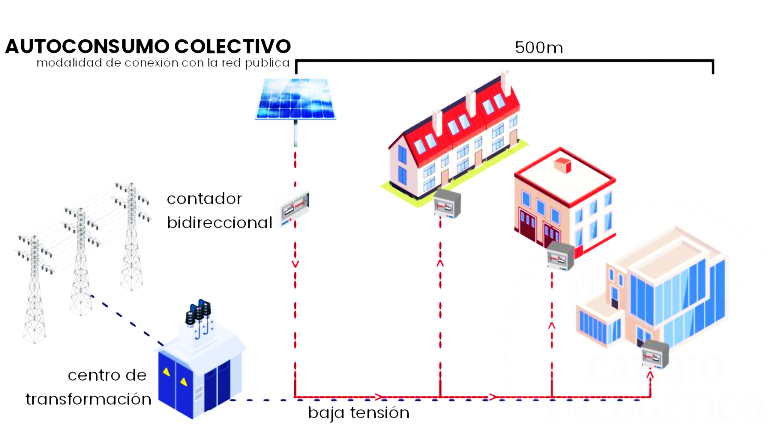 AUTOCONSUMO COLECTIVO
modalidad de conexión con la red pública
500m
contador
bidireccional
centro de
transformación
baja tensión